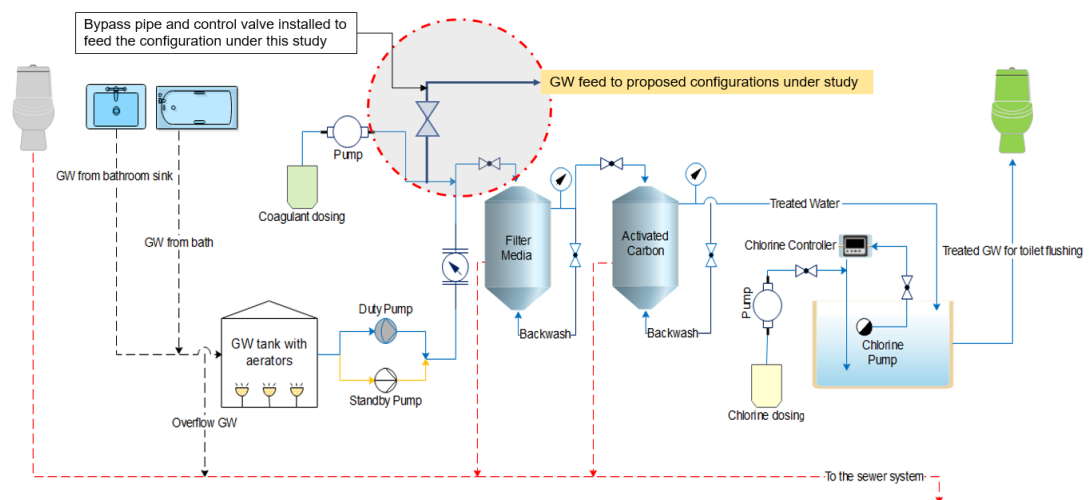 Bypass pipe and control valve installed to
feed the configuration under this study
GW feed to proposed configurations under study
Pump
GW from bathroom sink
Coagulant dosing
GW from bath
Filter
Media
Activated
Carbon
Treated Water
Chlorine Controller
Treated GW for toilet flushing
Pump
Duty Pump
GW tank with
aerators
Backwash
Backwash
Chlorine
Pump
Standby Pump
Chlorine dosing
Overflow GW
To the sewer system